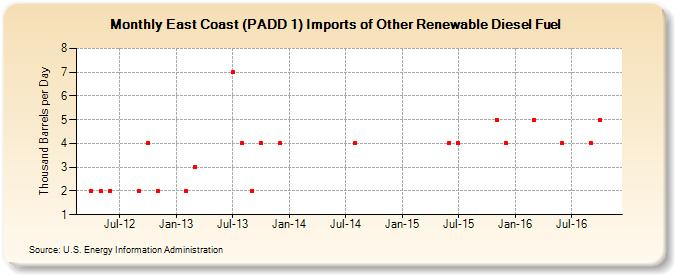 Monthly East Coast (PADD 1) Imports of Other Renewable Diesel Fuel
Thousand Barrels per Day
8
7
6
5
4
3
2
1
Jul-12 Jan-13 Jul-13 Jan-14 Jul-14 Jan-15 Jul-15 Jan-16 Jul-16
Source: U.S. Energy Information Administration